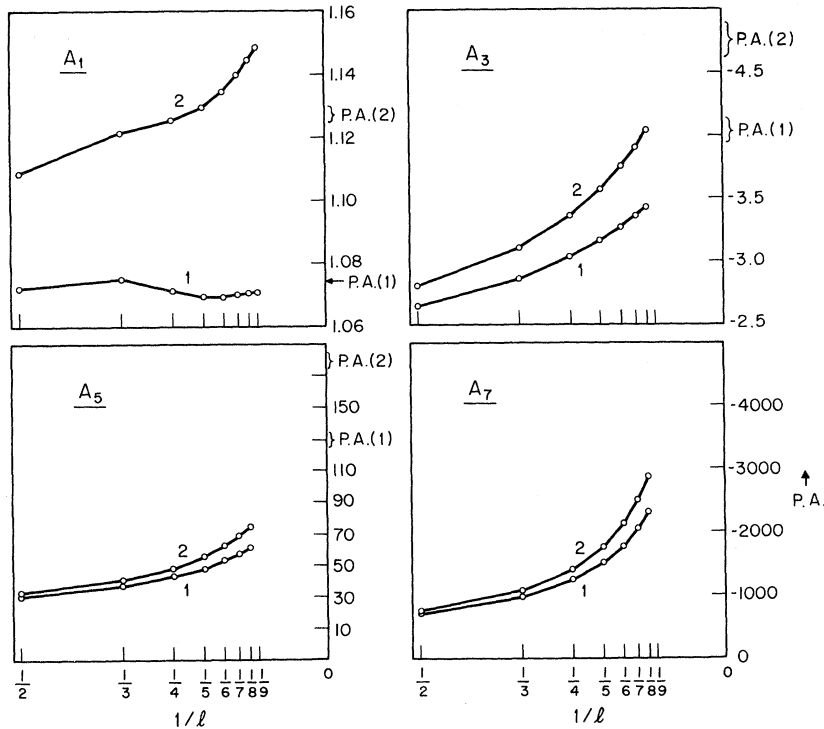 A1
1.16
1.14
1.12
1.10
1.08
1.06
P.A.(2)
P.A.(1)
2
1
A3
P.A.(2)
-4.5
P.A.(1)
-3.5
-3.0
-2.5
2
1
A5
P.A.(2)
150
P.A.(1)
110
90
70
50
30
10
2
1
1/2 1/3 1/4 1/5 1/6 1/7 1/8 1/9 0
1/ℓ
A7
-4000
-3000
-2000
-1000
0
P.A.
2
1
1/2 1/3 1/4 1/5 1/6 1/7 1/8 1/9 0
1/ℓ